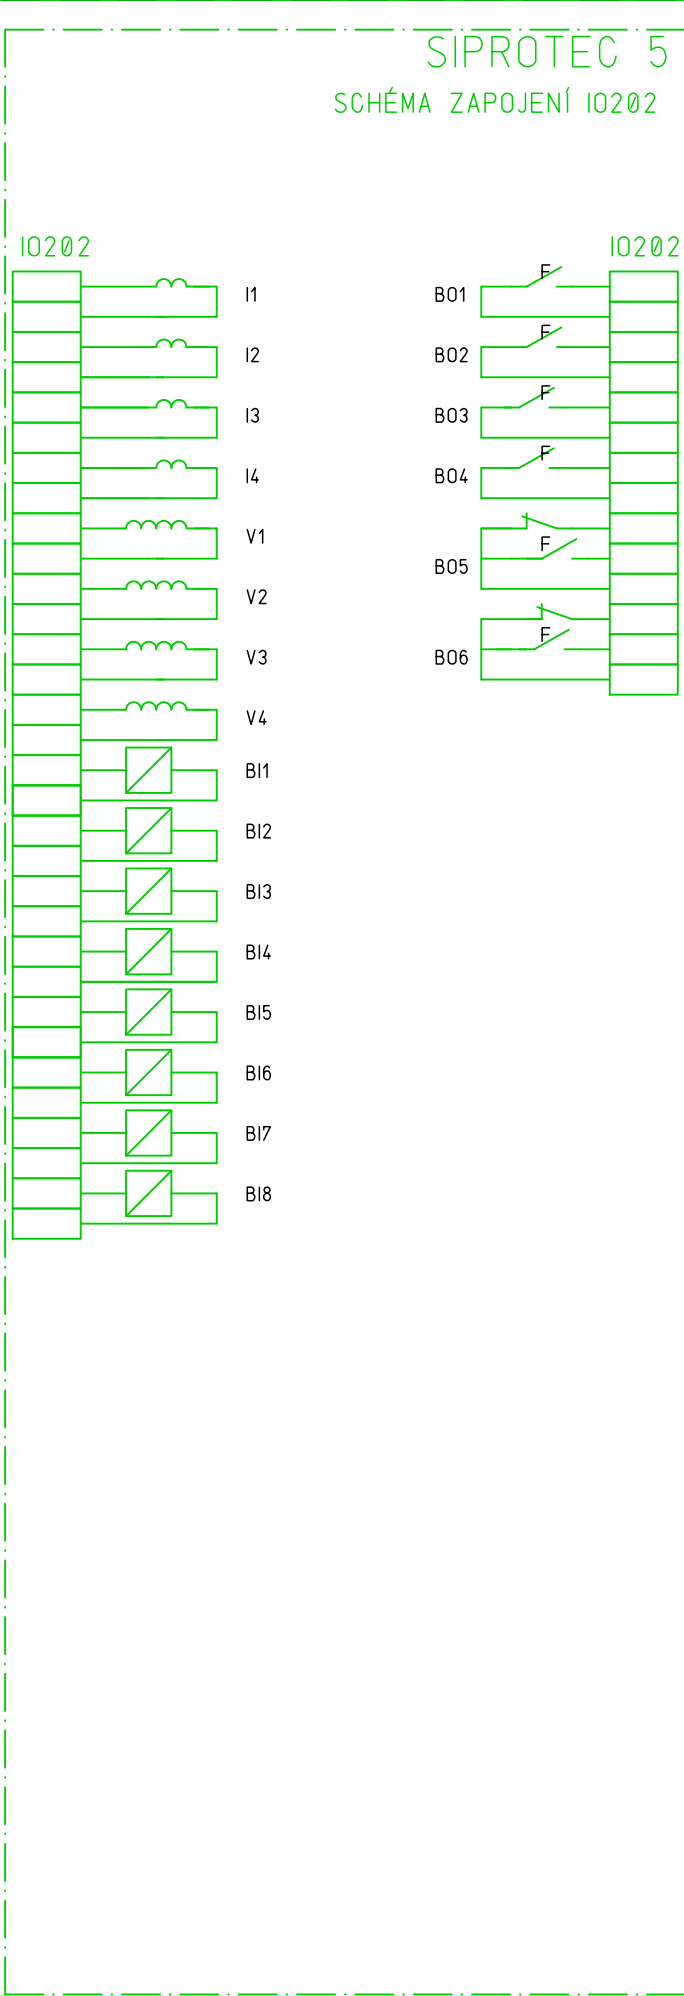 SIPROTEC 5
SCHÉMA ZAPOJENÍ IO202
IO202
IO202
I1
I2
I3
I4
V1
V2
V3
V4
BI1
BI2
BI3
BI4
BI5
BI6
BI7
BI8
BO1
F
BO2
F
BO3
F
BO4
F
BO5
F
BO6
F